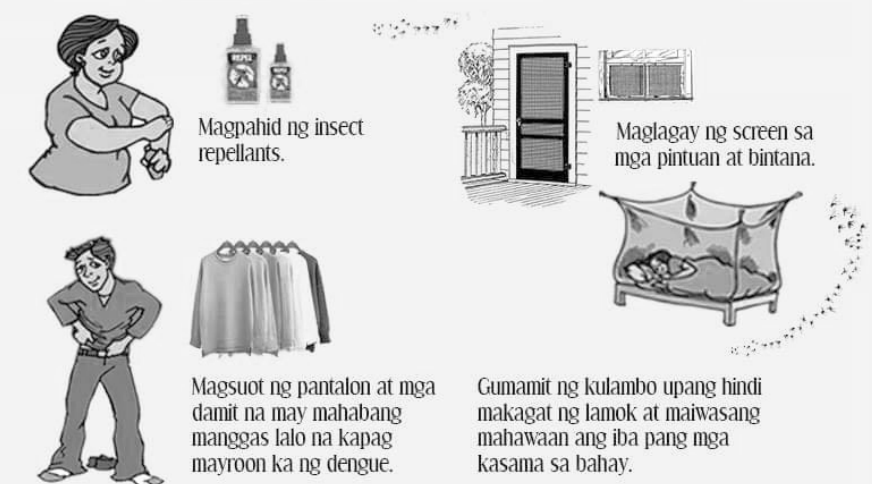 REPEL
Magpahid ng insect
repellants.
Maglagay ng screen sa
mga pintuan at bintana.
Magsuot ng pantalon at mga
damit na may mahabang
manggas lalo na kapag
mayroon ka ng dengue.
Gumamit ng kulambo upang hindi
makagat ng lamok at maiwasang
mahawaan ang iba pang mga
kasama sa bahay.